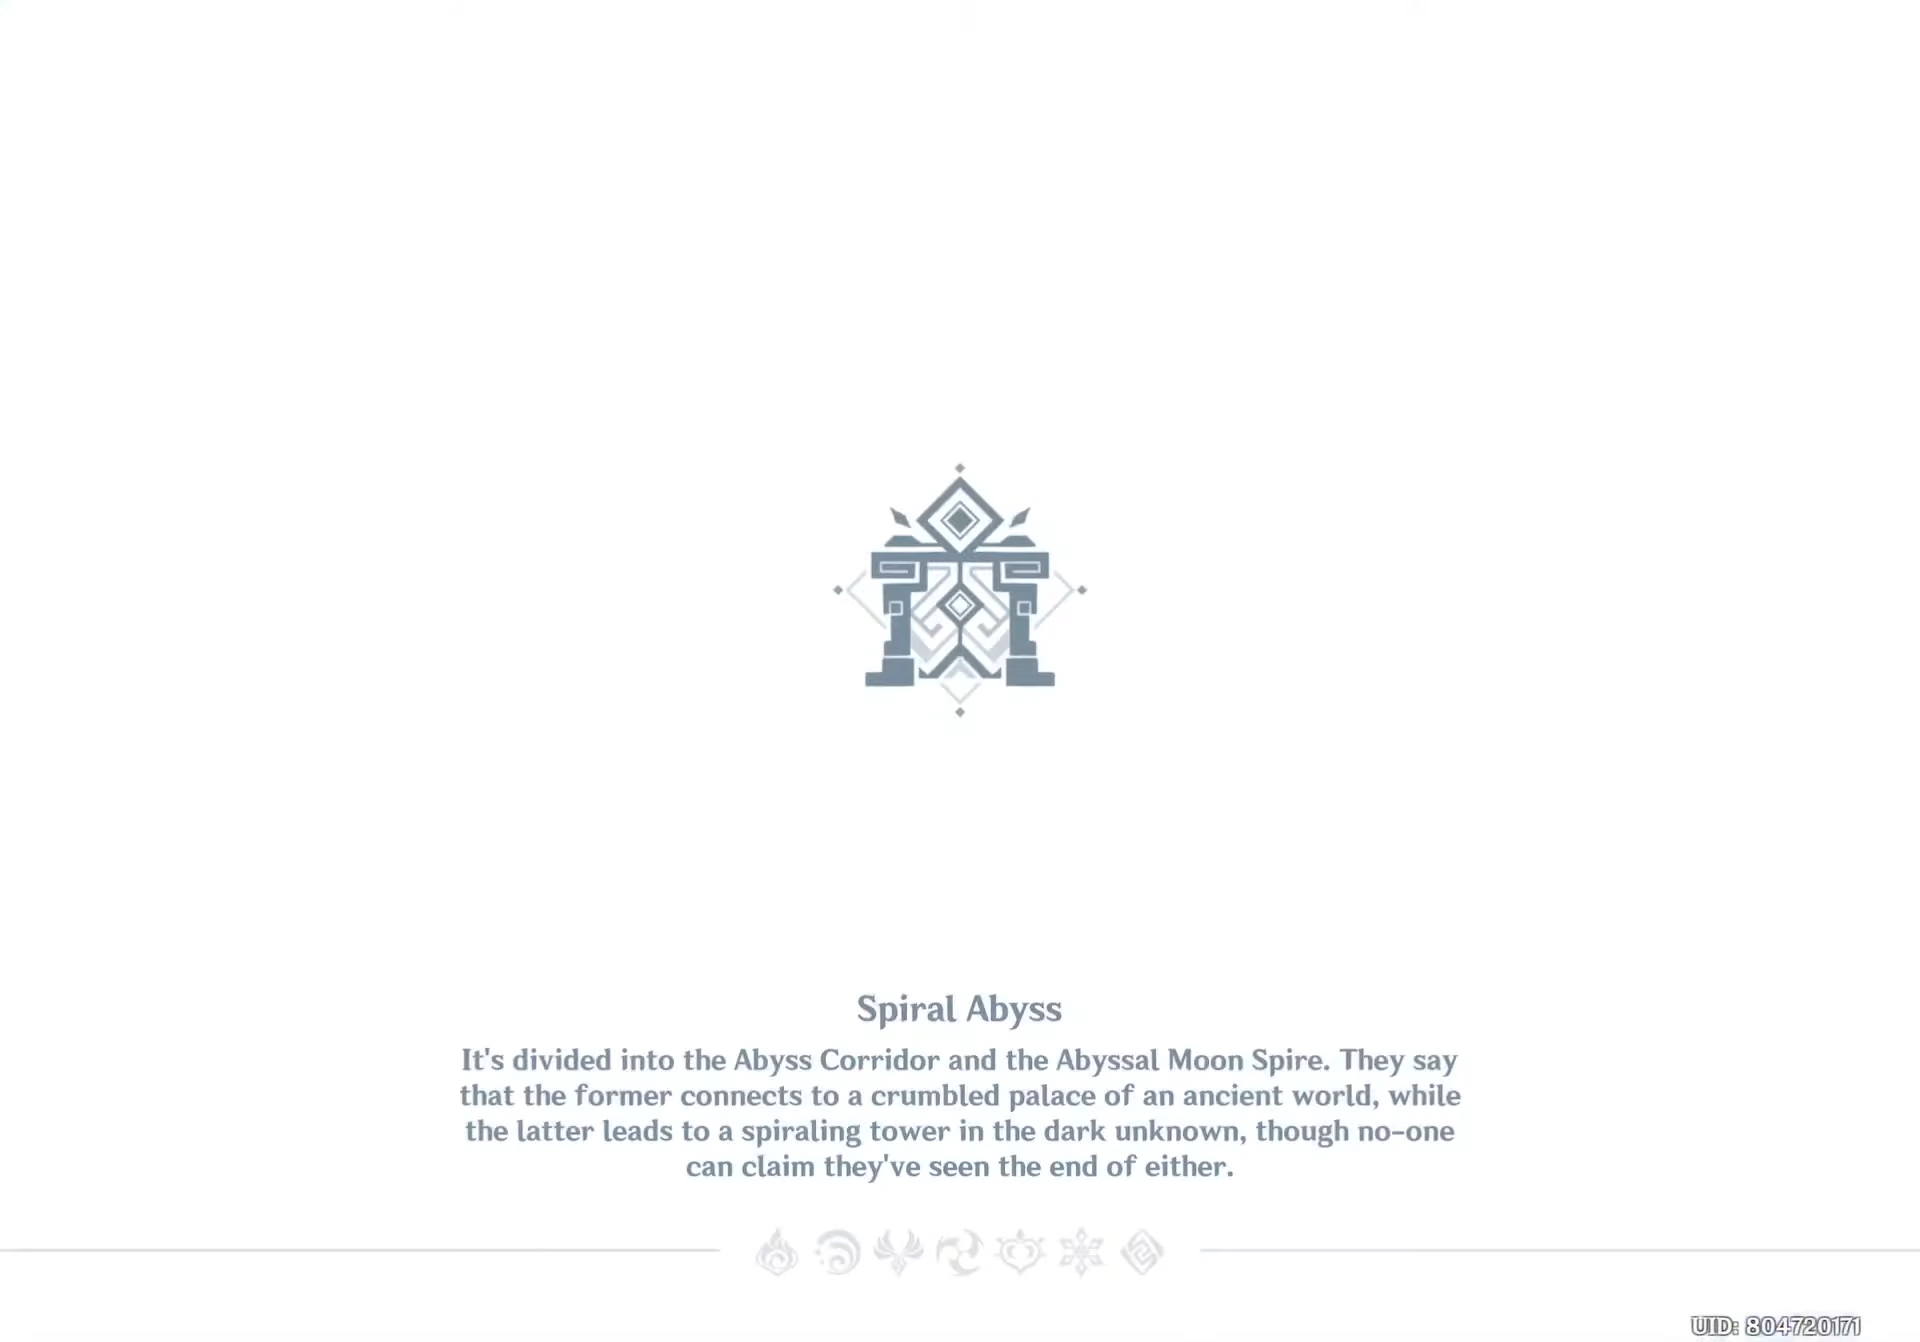 Spiral Abyss
It's divided into the Abyss Corridor and the Abyssal Moon Spire. They say
that the former connects to a crumbled palace of an ancient world, while
the latter leads to a spiraling tower in the dark unknown, though no-one
can claim they've seen the end of either.
UID: 804720171